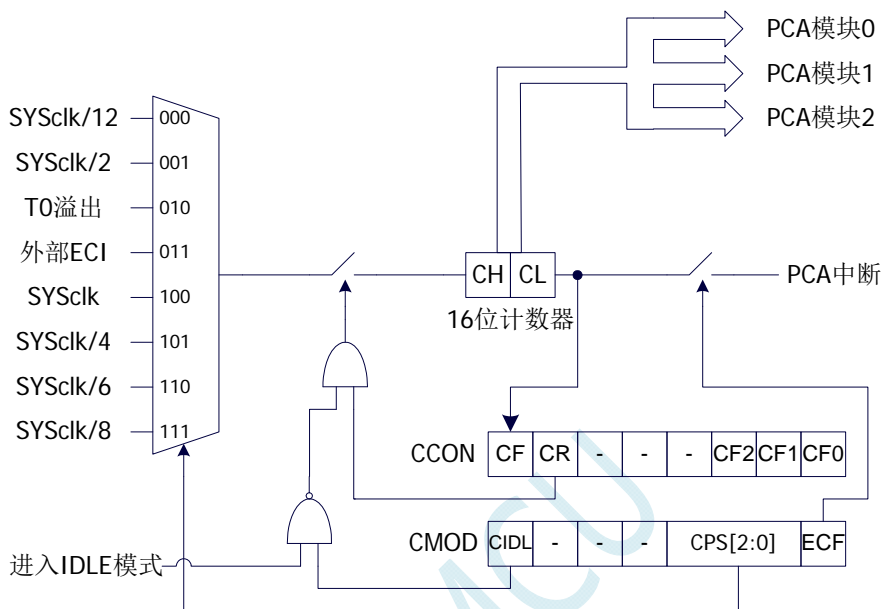 PCA模块0
PCA模块1
PCA模块2
SYSclk/12 000
SYSclk/2 001
T0溢出 010
外部ECI 011
SYSclk 100
SYSclk/4 101
SYSclk/6 110
SYSclk/8 111
CH CL
PCA中断
16位计数器
CCON CF CR - - - CF2 CF1 CF0
CMOD CIDL - - - CPS[2:0] ECF
进入IDLE模式
MCU